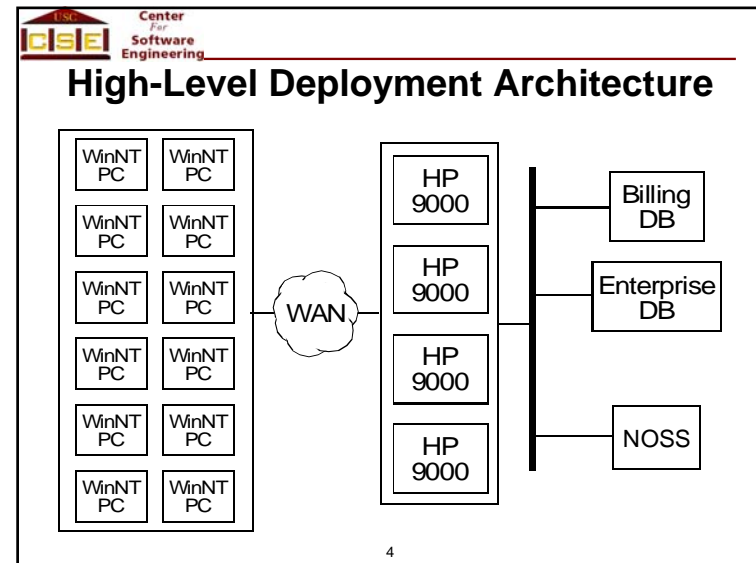 USC
CSE
Center
For
Software
Engineering
High-Level Deployment Architecture
WinNT
PC
WinNT
PC
WinNT
PC
WinNT
PC
WinNT
PC
WinNT
PC
WinNT
PC
WinNT
PC
WinNT
PC
WinNT
PC
WinNT
PC
WinNT
PC
WAN
HP
9000
HP
9000
HP
9000
HP
9000
Billing
DB
Enterprise
DB
NOSS
4